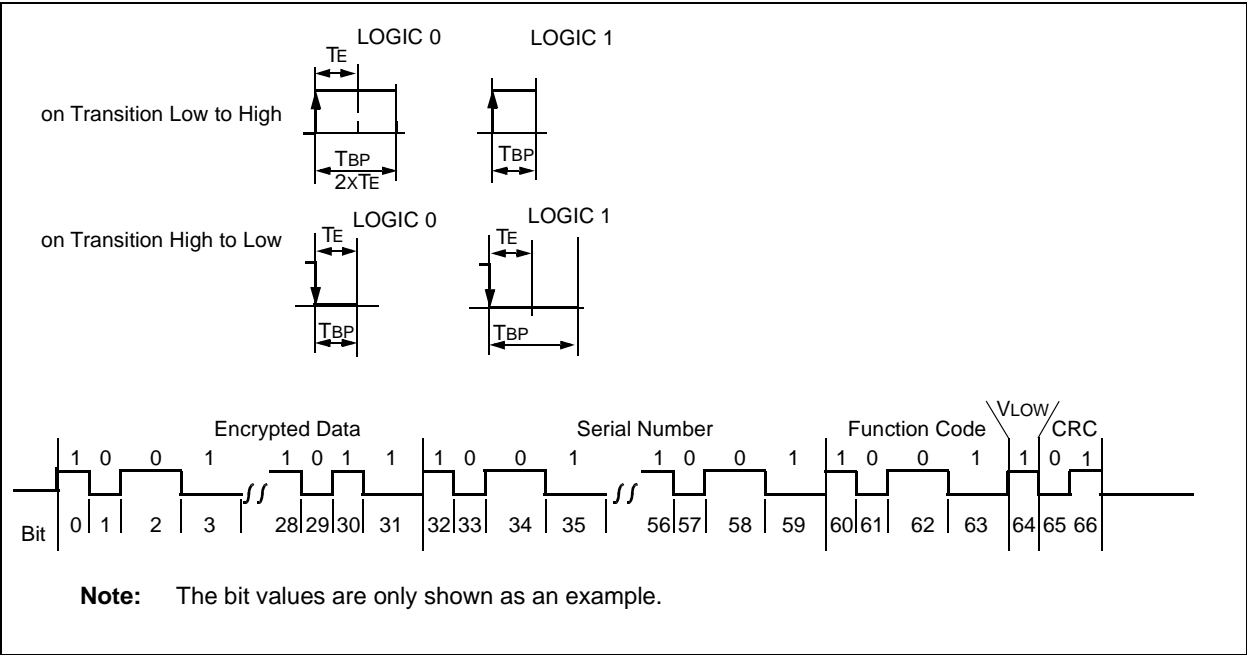 LOGIC 0 LOGIC 1
TE
on Transition Low to High
TBP TBP
2XTE
LOGIC 0 LOGIC 1
on Transition High to Low TE TE
TBP TBP
VLOW
Encrypted Data Serial Number Function Code CRC
1 0 0 1 1 0 1 1 1 0 0 1 1 0 0 1 1 0 0 1 1 0 1
Bit 0 1 2 3 28 29 30 31 32 33 34 35 56 57 58 59 60 61 62 63 64 65 66
Note: The bit values are only shown as an example.